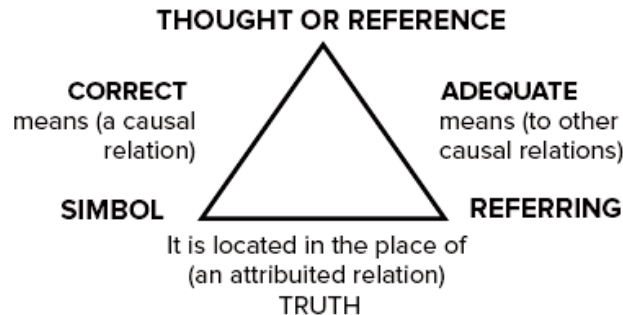 THOUGHT OR REFERENCE
CORRECT
means (a causal
relation)
ADEQUATE
means (to other
causal relations)
SIMBOL
REFERRING
It is located in the place of
(an attribuited relation)
TRUTH